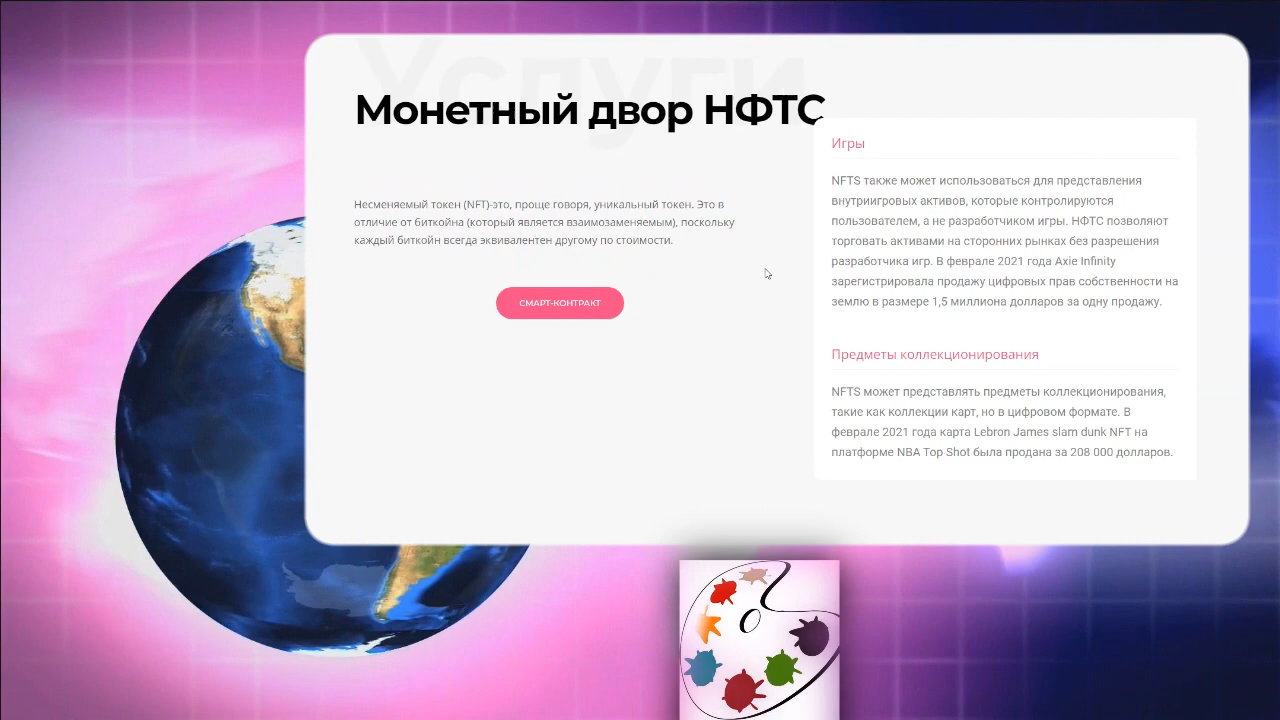 Услуги
Монетный двор НФТС
Несменяемый токен (NFT)-это, проще говоря, уникальный токен. Это в
отличие от биткойна (который является взаимозаменяемым), поскольку
каждый биткойн всегда эквивалентен другому по стоимости.
СМАРТ-КОНТРАКТ
Игры
NFTS также может использоваться для представления
внутриигровых активов, которые контролируются
пользователем, а не разработчиком игры. НФТС позволяют
торговать активами на сторонних рынках без разрешения
разработчика игр. В феврале 2021 года Axie Infinity
зарегистрировала продажу цифровых прав собственности на
землю в размере 1,5 миллиона долларов за одну продажу.
Предметы коллекционирования
NFTS может представлять предметы коллекционирования,
такие как коллекции карт, но в цифровом формате. В
феврале 2021 года карта Lebron James slam dunk NFT на
платформе NBA Top Shot была продана за 208 000 долларов.